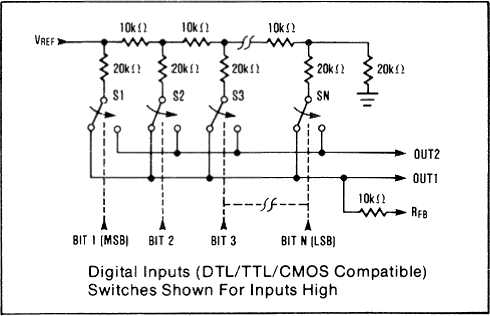 10kΩ 10kΩ 10kΩ
VREF
20kΩ 20kΩ 20kΩ 20kΩ 20kΩ
S1 S2 S3 SN
OUT2
OUT1
10kΩ
RFB
BIT 1 (MSB) BIT 2 BIT 3 BIT N (LSB)
Digital Inputs (DTL/TTL/CMOS Compatible)
Switches Shown For Inputs High